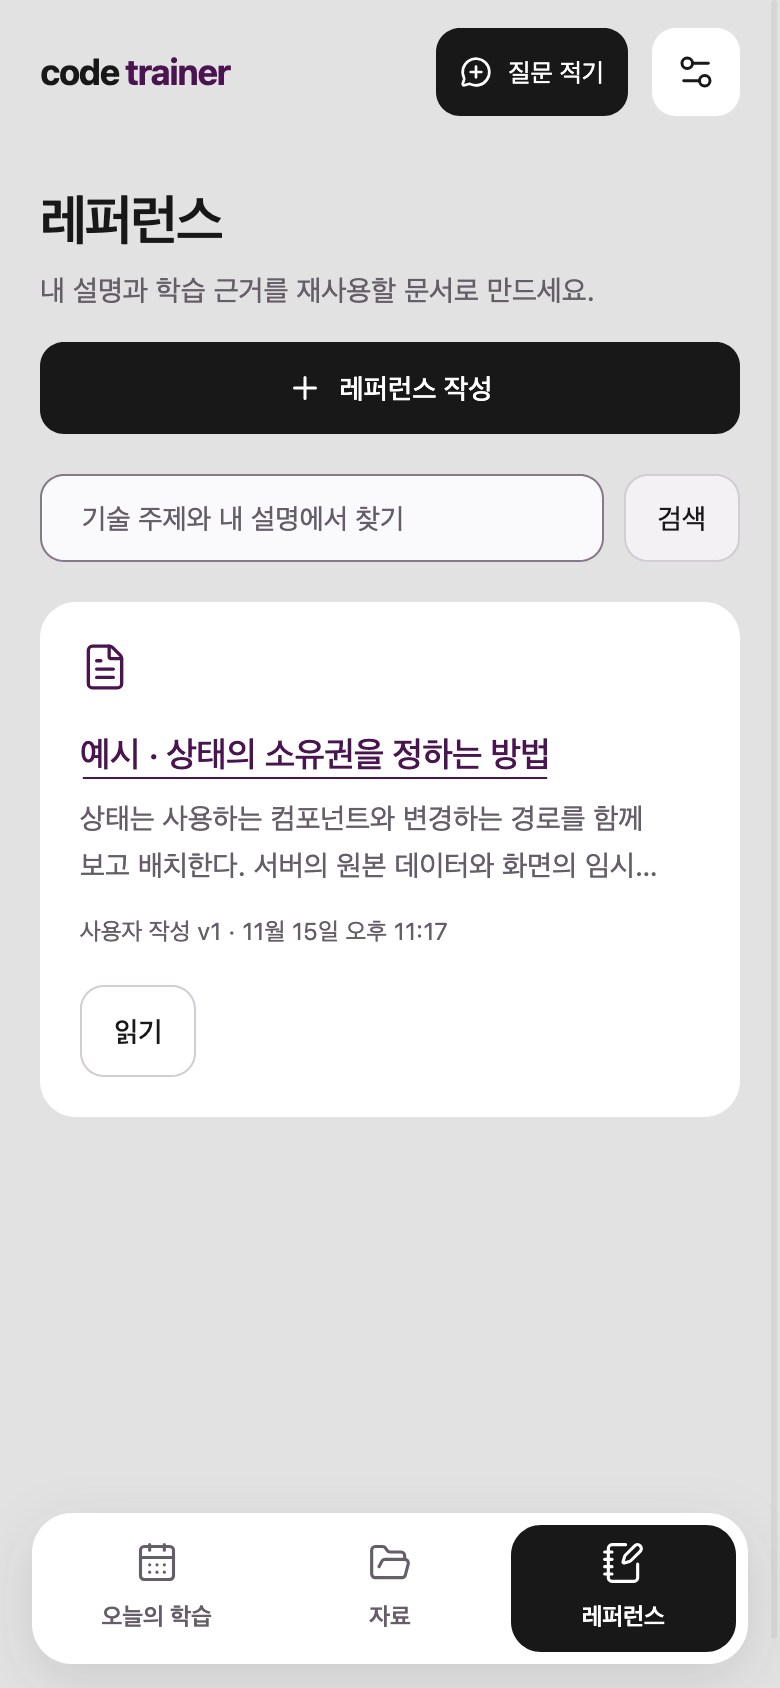 code trainer
질문 적기
레퍼런스
내 설명과 학습 근거를 재사용할 문서로 만드세요.
레퍼런스 작성
기술 주제와 내 설명에서 찾기
검색
예시 · 상태의 소유권을 정하는 방법
상태는 사용하는 컴포넌트와 변경하는 경로를 함께
보고 배치한다. 서버의 원본 데이터와 화면의 임시...
사용자 작성 v1 · 11월 15일 오후 11:17
읽기
오늘의 학습
자료
레퍼런스